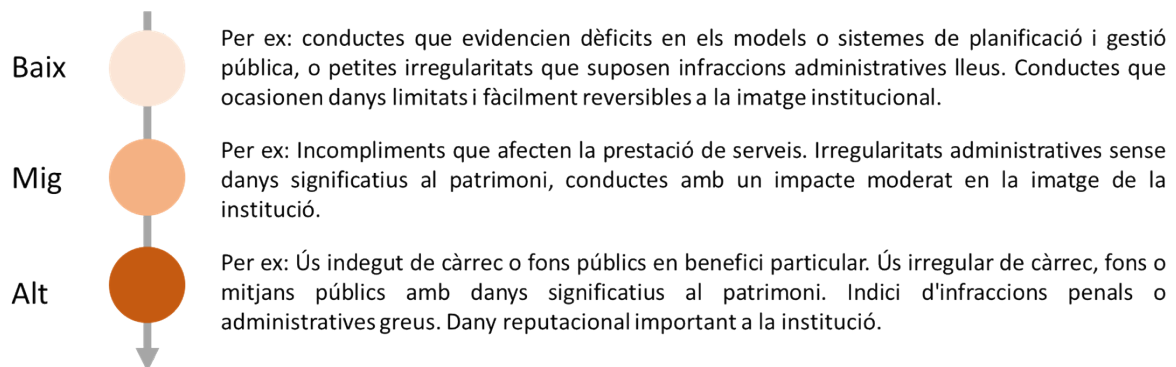 Baix
Per ex: conductes que evidencien dèficits en els models o sistemes de planificació i gestió
pública, o petites irregularitats que suposen infraccions administratives lleus. Conductes que
ocasionen danys limitats i fàcilment reversibles a la imatge institucional.
Mig
Per ex: Incompliments que afecten la prestació de serveis. Irregularitats administratives sense
danys significatius al patrimoni, conductes amb un impacte moderat en la imatge de la
institució.
Alt
Per ex: Ús indegut de càrrec o fons públics en benefici particular. Ús irregular de càrrec, fons o
mitjans públics amb danys significatius al patrimoni. Indici d'infraccions penals o
administratives greus. Dany reputacional important a la institució.